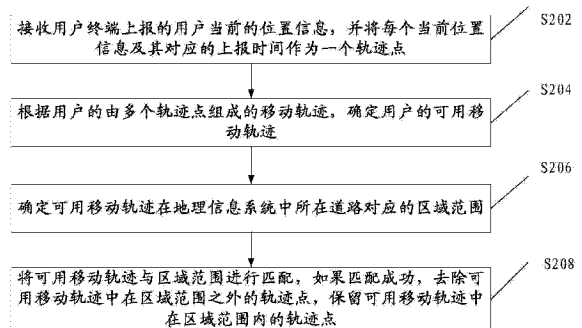 S202
接收用户终端上报的用户当前的位置信息，并将每个当前位置
信息及其对应的上报时间作为一个轨迹点
S204
根据用户的由多个轨迹点组成的移动轨迹，确定用户的可用移
动轨迹
S206
确定可用移动轨迹在地理信息系统中所在道路对应的区域范围
S208
将可用移动轨迹与区域范围进行匹配，如果匹配成功，去除可
用移动轨迹中在区域范围之外的轨迹点，保留可用移动轨迹中
在区域范围内的轨迹点